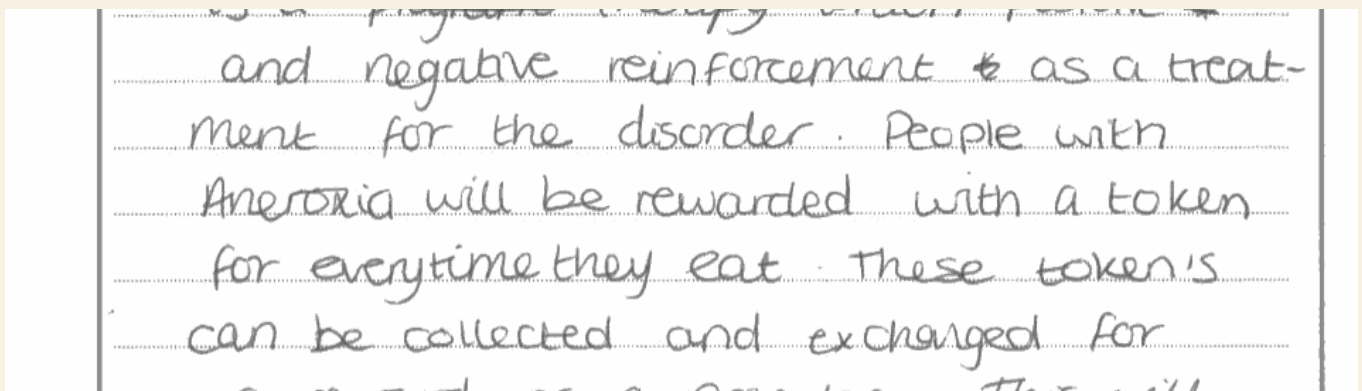 and negative reinforcement as a treat-
ment for the disorder. People with
Aneroxia will be rewarded with a token
for everytime they eat. These token's
can be collected and exchanged for